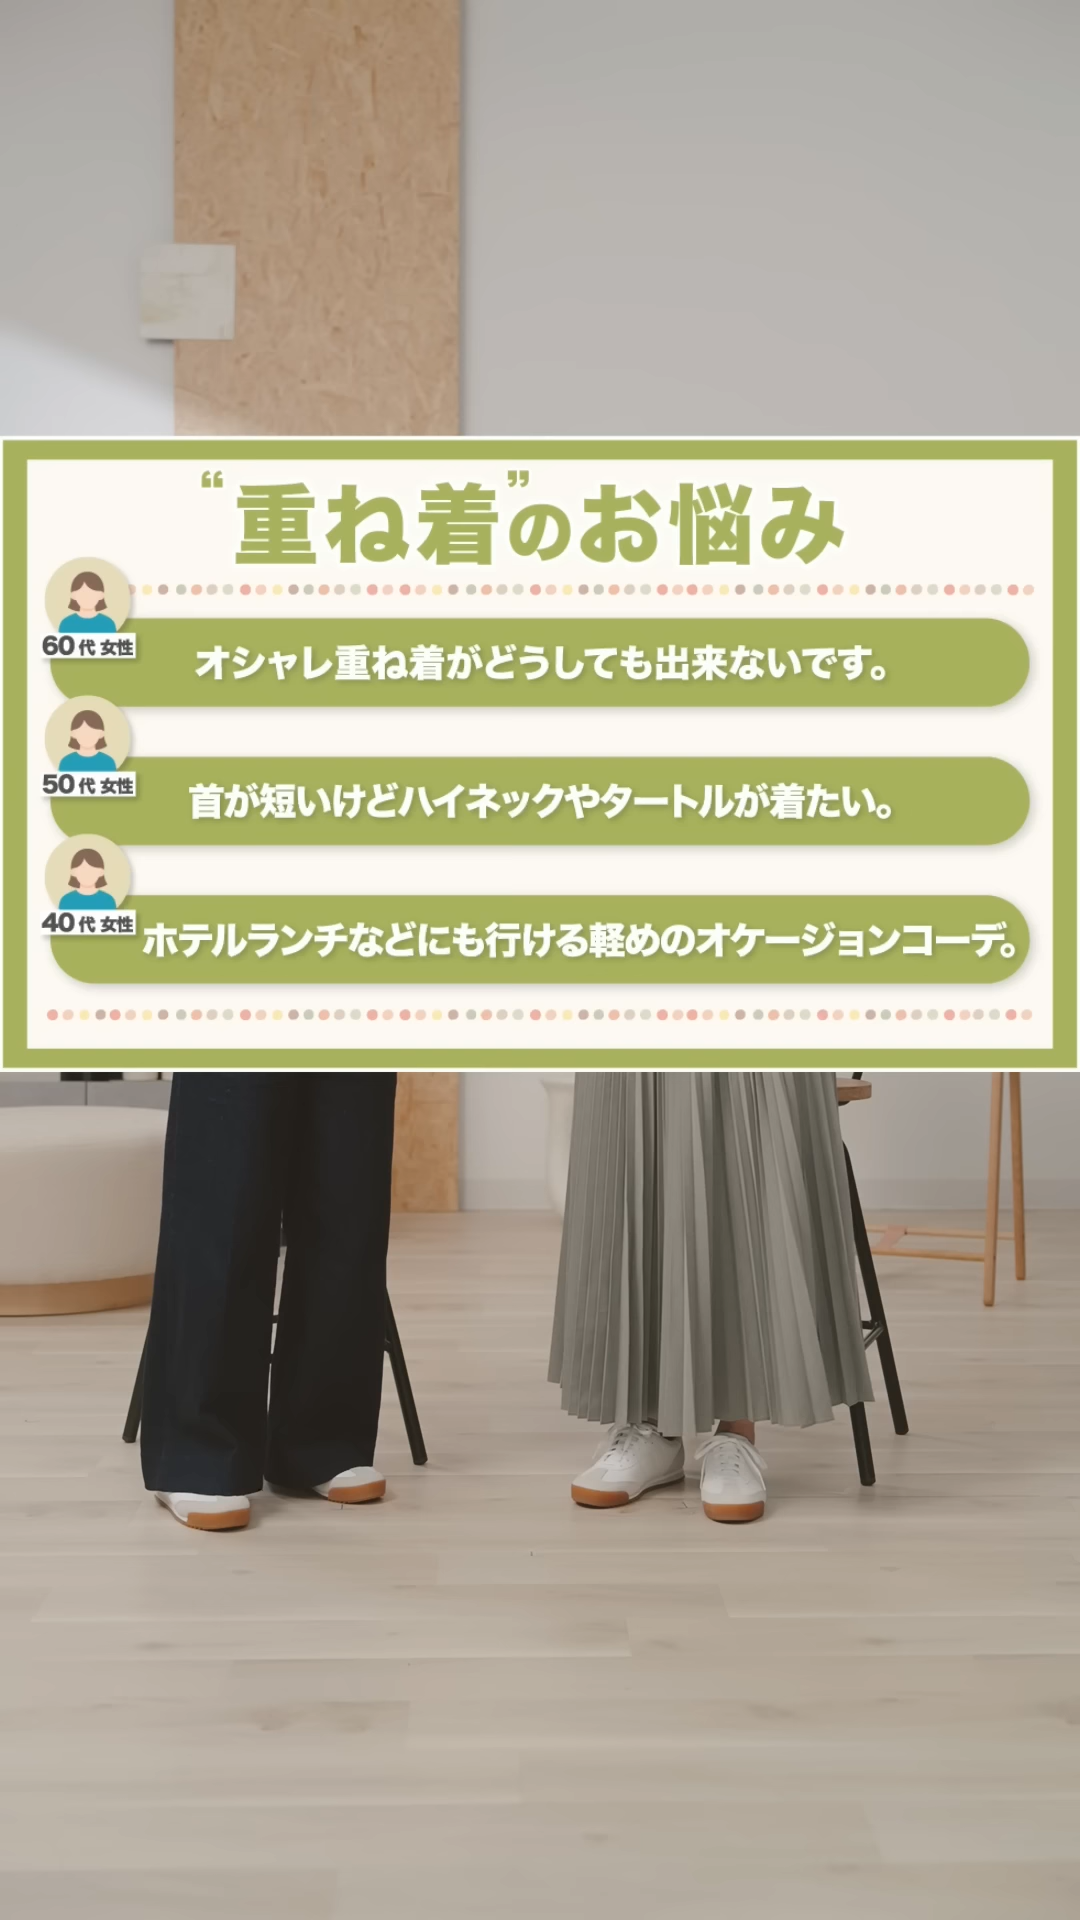 “重ね着”のお悩み
60代 女性
オシャレ重ね着がどうしても出来ないです。
50代 女性
首が短いけどハイネックやタートルが着たい。
40代 女性
ホテルランチなどにも行ける軽めのオケージョンコーデ。